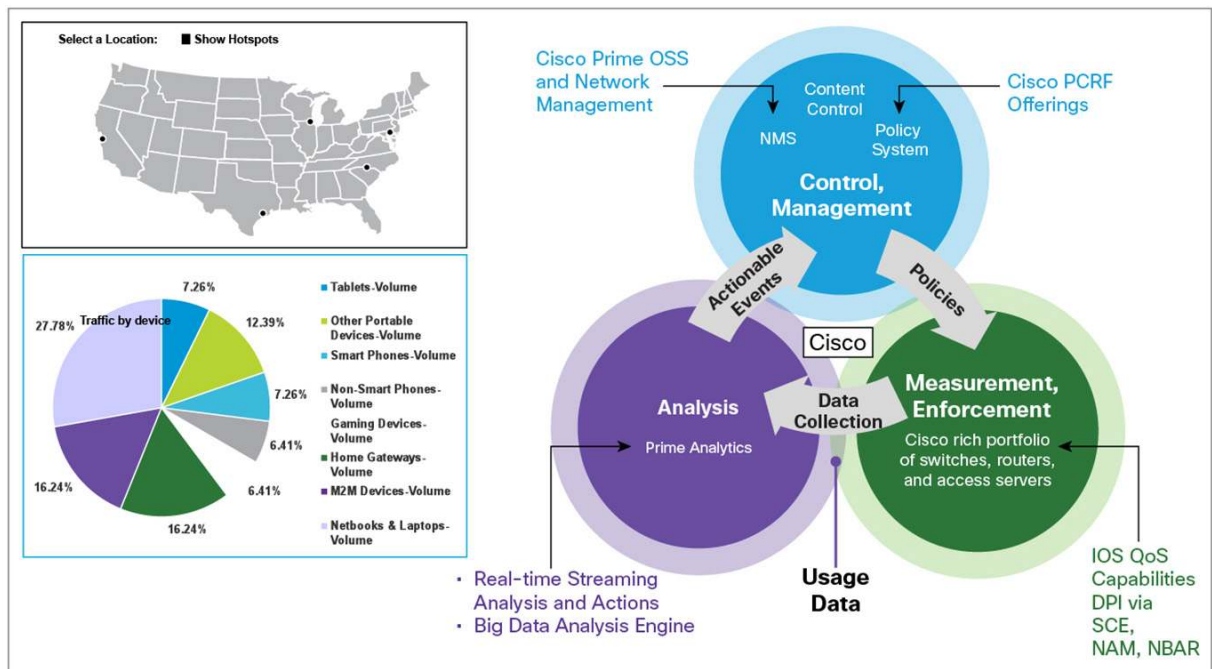 Select a Location: Show Hotspots
Traffic by device
7.26%
12.39%
7.26%
6.41%
6.41%
16.24%
16.24%
27.78%
Tablets-Volume
Other Portable
Devices-Volume
Smart Phones-Volume
Non-Smart Phones-
Volume
Gaming Devices-
Volume
Home Gateways-
Volume
M2M Devices-Volume
Netbooks & Laptops-
Volume
Cisco Prime OSS
and Network
Management
Content
Control
NMS
Policy
System
Control,
Management
Cisco PCRF
Offerings
Actionable
Events
Policies
Cisco
Analysis
Prime Analytics
Data
Collection
Measurement,
Enforcement
Cisco rich portfolio
of switches, routers,
and access servers
· Real-time Streaming
Analysis and Actions
· Big Data Analysis Engine
Usage
Data
IOS QoS
Capabilities
DPI via
SCE,
NAM, NBAR